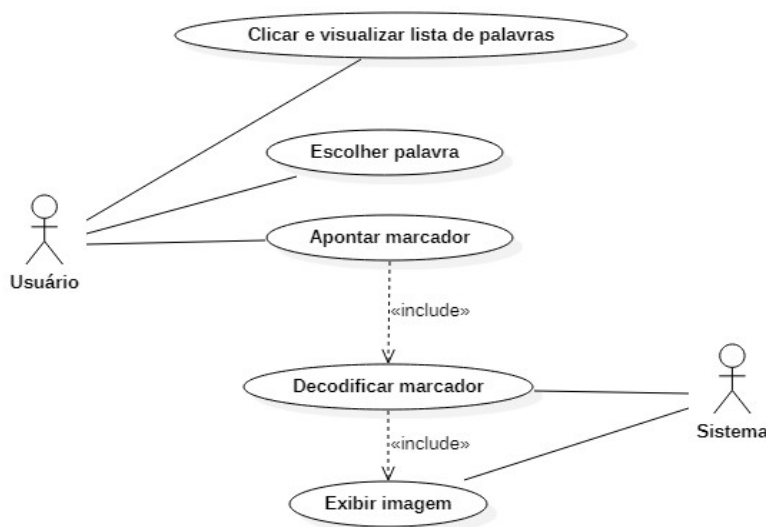 Clicar e visualizar lista de palavras
Escolher palavra
Apontar marcador
Usuário
«include»
Decodificar marcador
Sistema
«include»
Exibir imagem